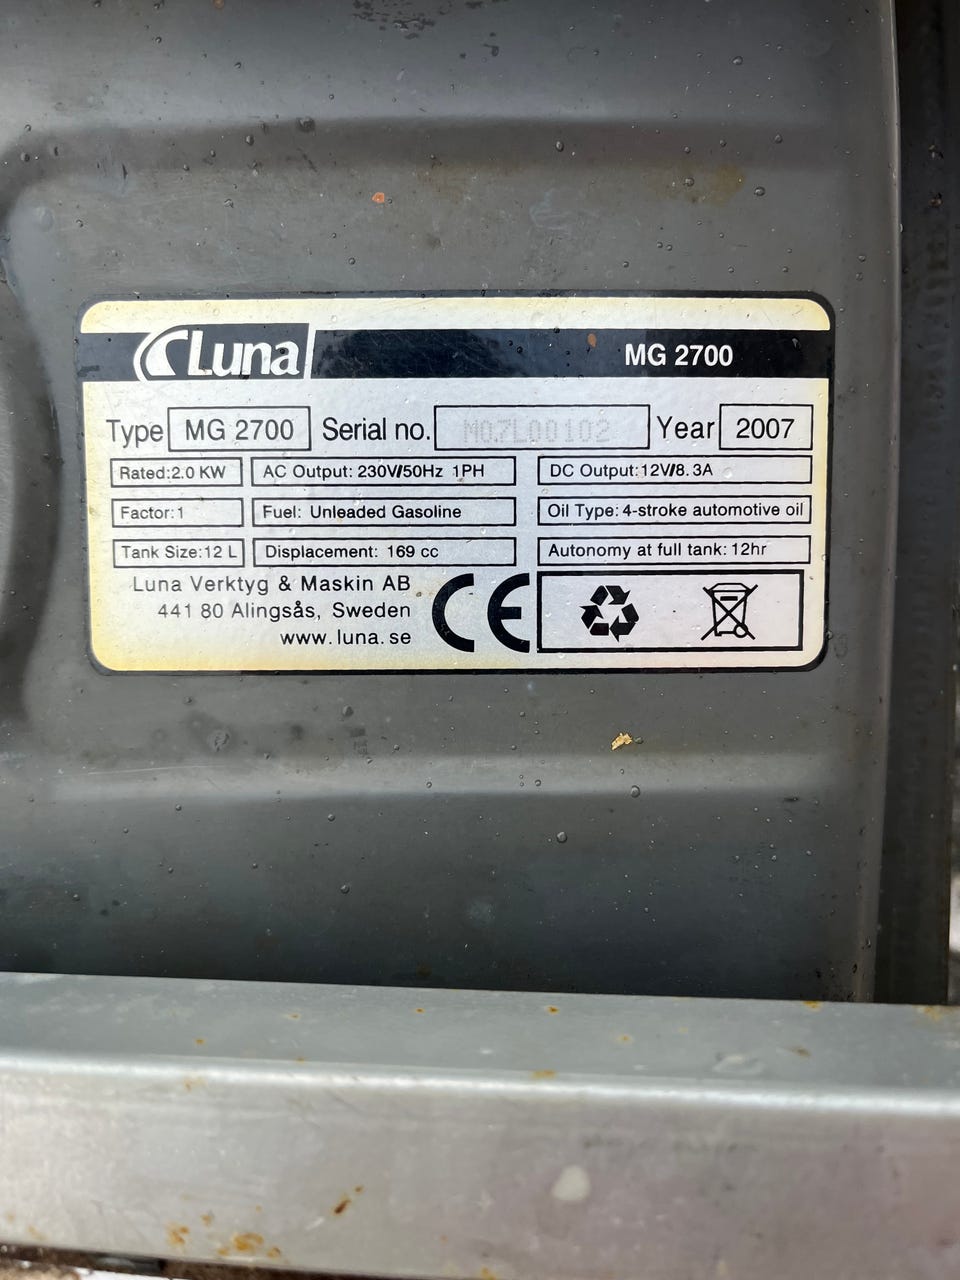 Luna MG 2700
Type MG 2700 Serial no. M07L00102 Year 2007
Rated:2.0 KW AC Output: 230V/50Hz 1PH DC Output:12V/8.3A
Factor:1 Fuel: Unleaded Gasoline Oil Type: 4-stroke automotive oil
Tank Size:12 L Displacement: 169 cc Autonomy at full tank: 12hr
Luna Verktyg & Maskin AB
441 80 Alingsås, Sweden
www.luna.se
CE